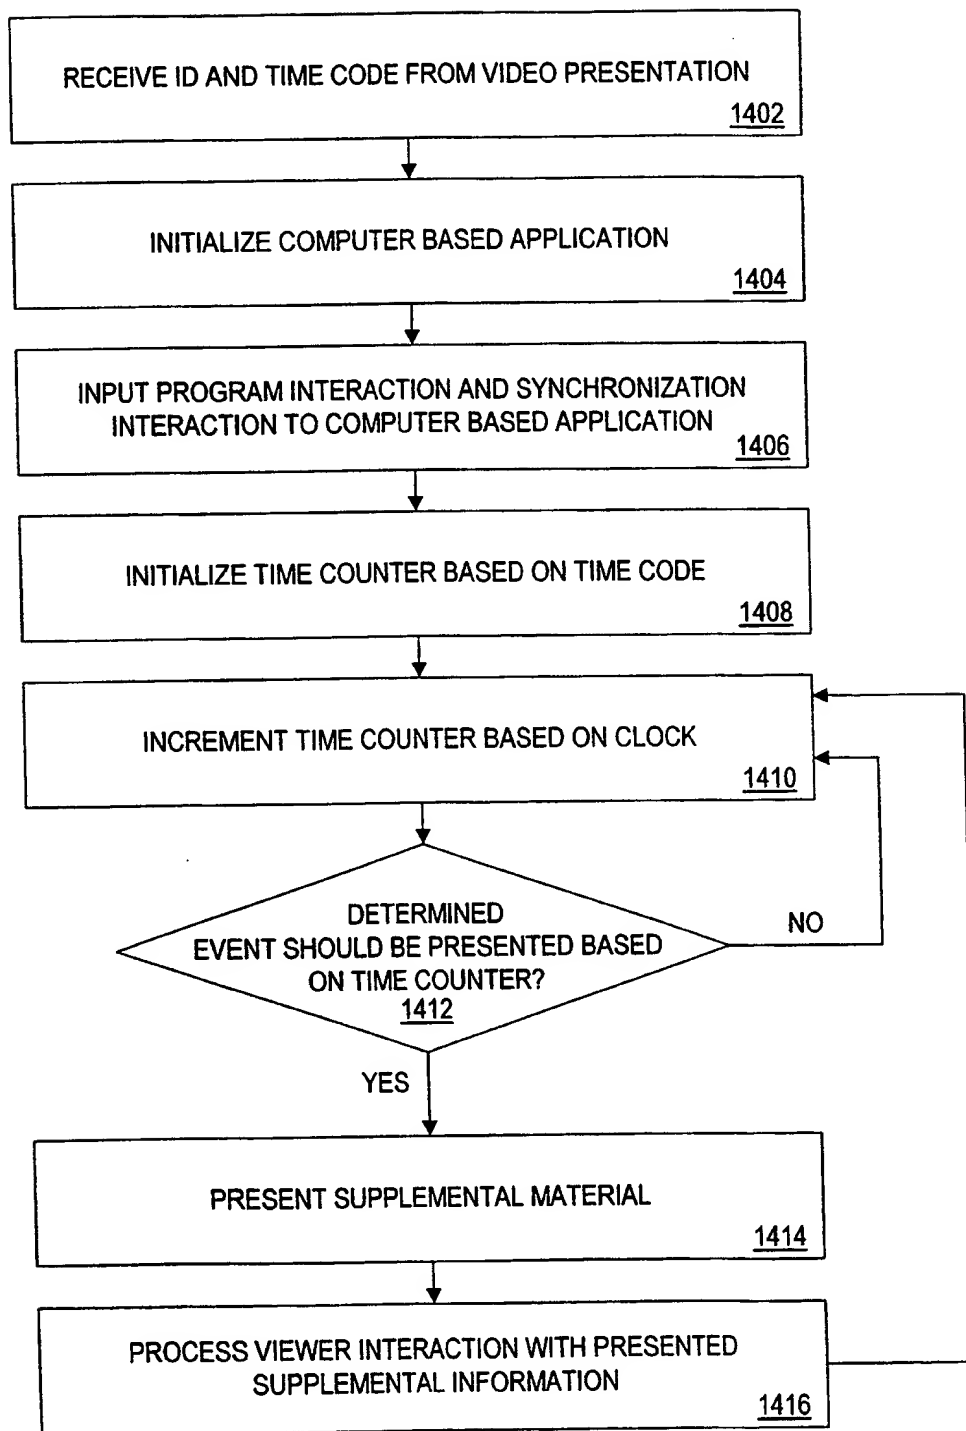 RECEIVE ID AND TIME CODE FROM VIDEO PRESENTATION
1402
INITIALIZE COMPUTER BASED APPLICATION
1404
INPUT PROGRAM INTERACTION AND SYNCHRONIZATION
INTERACTION TO COMPUTER BASED APPLICATION
1406
INITIALIZE TIME COUNTER BASED ON TIME CODE
1408
INCREMENT TIME COUNTER BASED ON CLOCK
1410
DETERMINED
EVENT SHOULD BE PRESENTED BASED
ON TIME COUNTER?
1412
NO
YES
PRESENT SUPPLEMENTAL MATERIAL
1414
PROCESS VIEWER INTERACTION WITH PRESENTED
SUPPLEMENTAL INFORMATION
1416